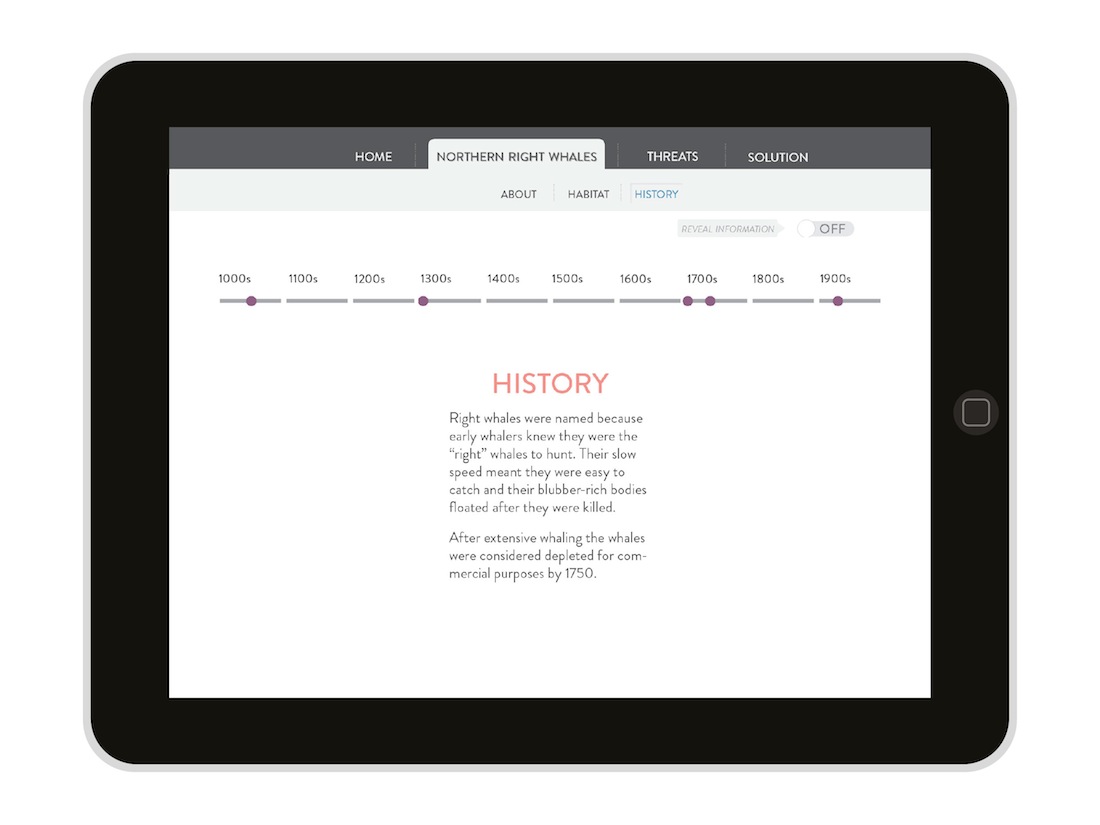 HOME NORTHERN RIGHT WHALES THREATS SOLUTION
ABOUT HABITAT HISTORY
REVEAL INFORMATION OFF
1000s 1100s 1200s 1300s 1400s 1500s 1600s 1700s 1800s 1900s
HISTORY
Right whales were named because
early whalers knew they were the
“right” whales to hunt. Their slow
speed meant they were easy to
catch and their blubber-rich bodies
floated after they were killed.
After extensive whaling the whales
were considered depleted for com-
mercial purposes by 1750.